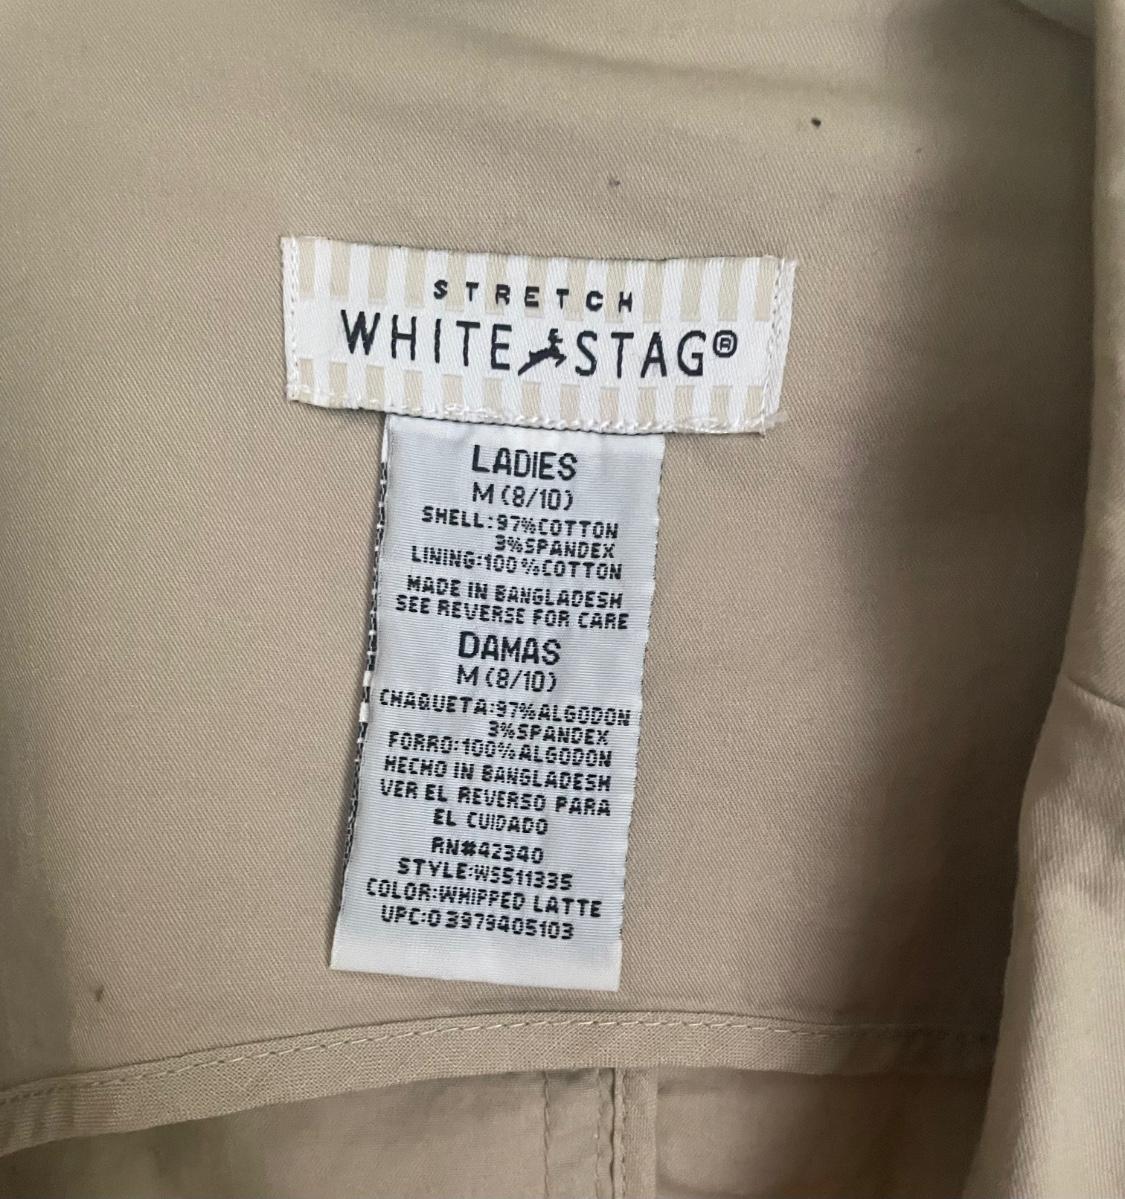 STRETCH
WHITE STAG®
LADIES
M (8/10)
SHELL:97%COTTON
3%SPANDEX
LINING:100%COTTON
MADE IN BANGLADESH
SEE REVERSE FOR CARE
DAMAS
M (8/10)
CHAQUETA:97%ALGODON
3%SPANDEX
FORRO:100%ALGODON
HECHO IN BANGLADESH
VER EL REVERSO PARA
EL CUIDADO
RN#42340
STYLE:WS511335
COLOR:WHIPPED LATTE
UPC:03979405103